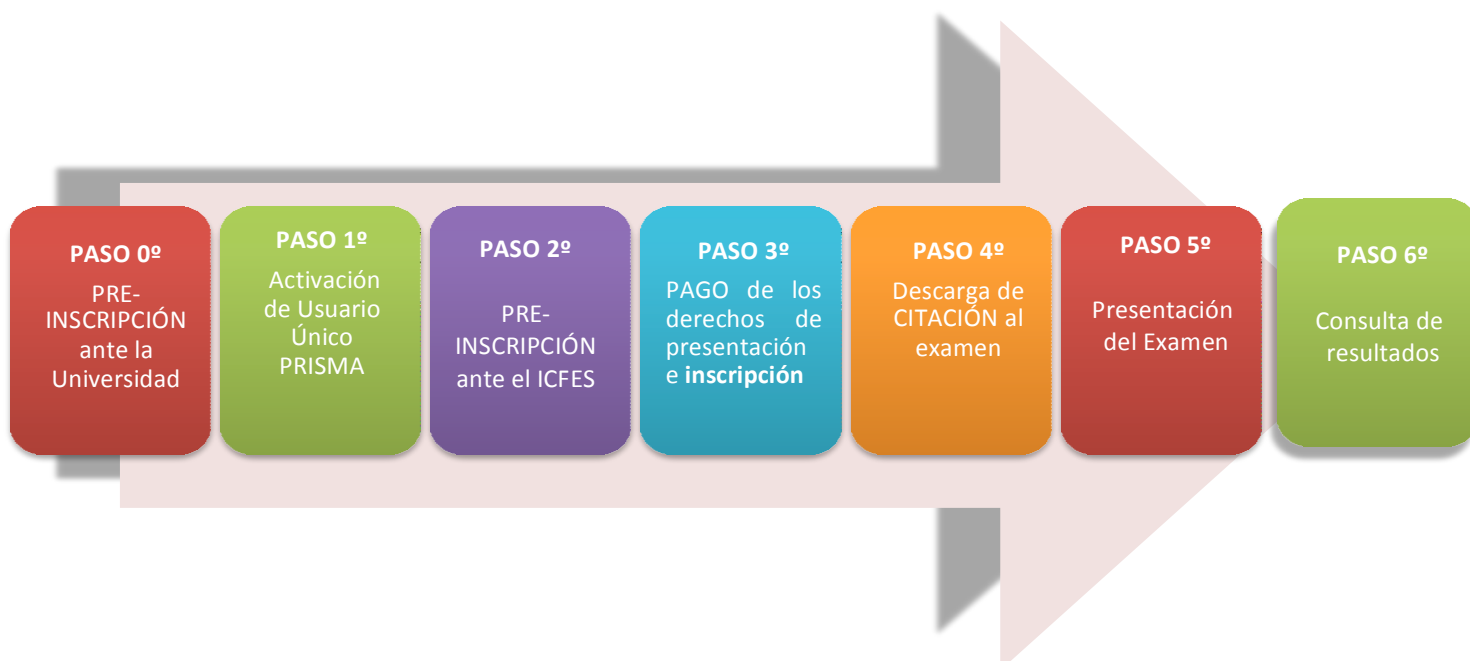 PASO 0º
PRE-
INSCRIPCIÓN
ante la
Universidad
PASO 1º
Activación
de Usuario
Único
PRISMA
PASO 2º
PRE-
INSCRIPCIÓN
ante el ICFES
PASO 3º
PAGO de los
derechos de
presentación
e inscripción
PASO 4º
Descarga de
CITACIÓN al
examen
PASO 5º
Presentación
del Examen
PASO 6º
Consulta de
resultados